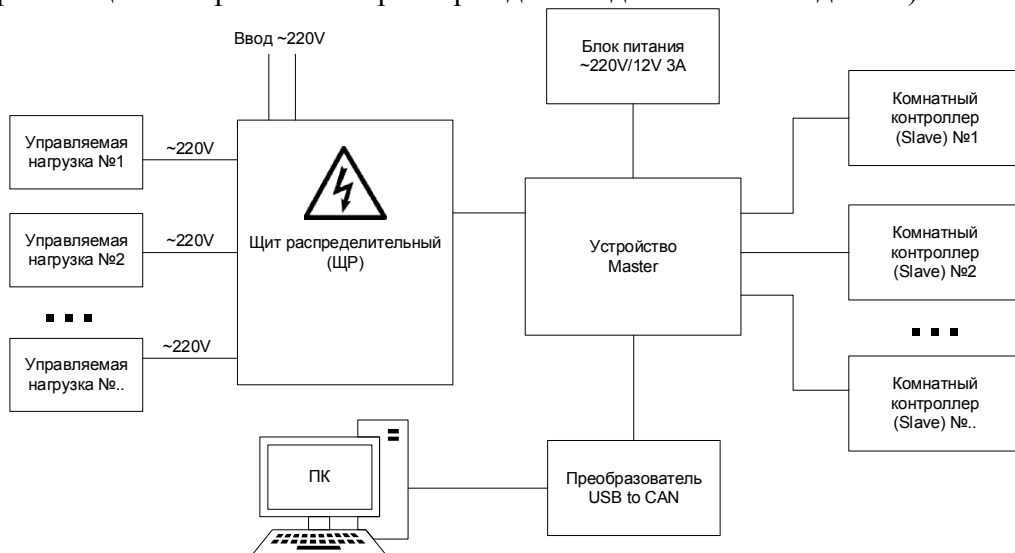 Ввод ~220V
Блок питания
~220V/12V 3A
Управляемая
нагрузка №1
~220V
Управляемая
нагрузка №2
~220V
Управляемая
нагрузка №..
~220V
Щит распределительный
(ЩР)
Устройство
Master
Комнатный
контроллер
(Slave) №1
Комнатный
контроллер
(Slave) №2
Комнатный
контроллер
(Slave) №..
ПК
Преобразователь
USB to CAN